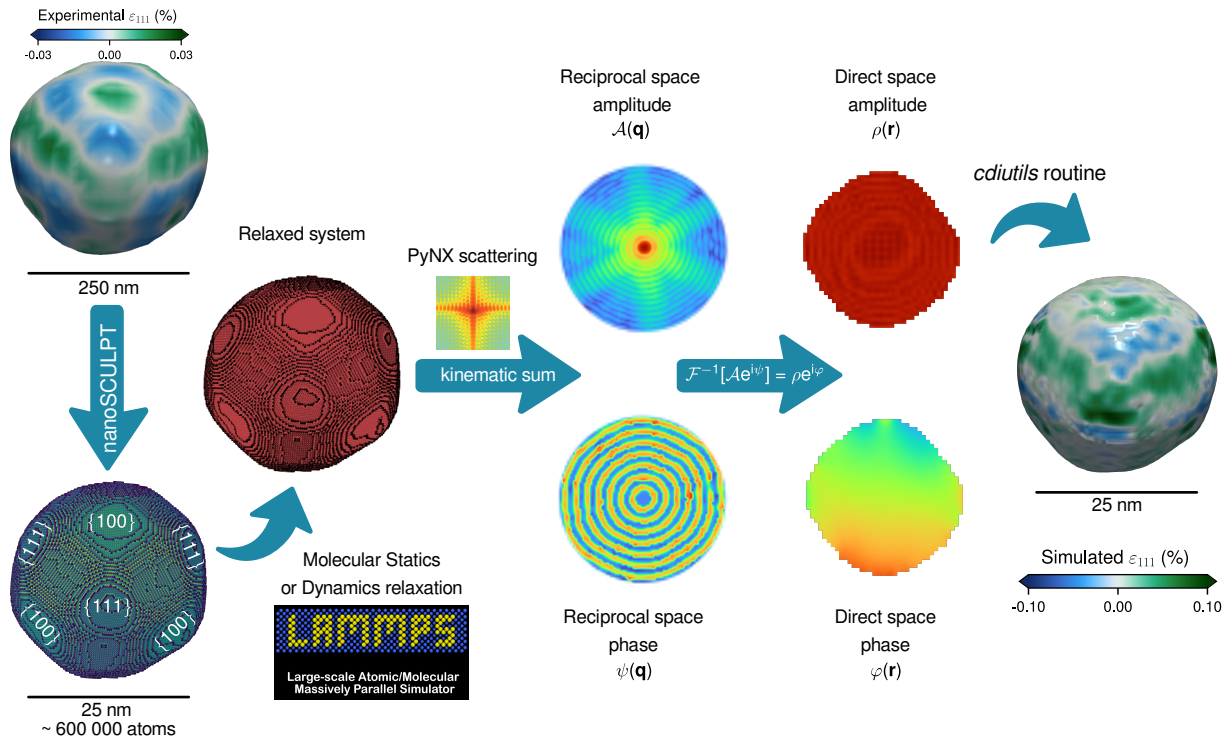 Experimental ε₁₁₁ (%)
-0.03 0.00 0.03
250 nm
nanoSCULPT
{111} {100} {111}
{100} {111} {100}
25 nm
~ 600 000 atoms
Relaxed system
Molecular Statics
or Dynamics relaxation
LAMMPS
Large-scale Atomic/Molecular
Massively Parallel Simulator
PyNX scattering
kinematic sum
Reciprocal space
amplitude
𝒜(q)
Reciprocal space
phase
ψ(q)
ℱ⁻¹[𝒜e^{iψ}] = ρe^{iφ}
Direct space
amplitude
ρ(r)
Direct space
phase
φ(r)
cdiutils routine
25 nm
Simulated ε₁₁₁ (%)
-0.10 0.00 0.10